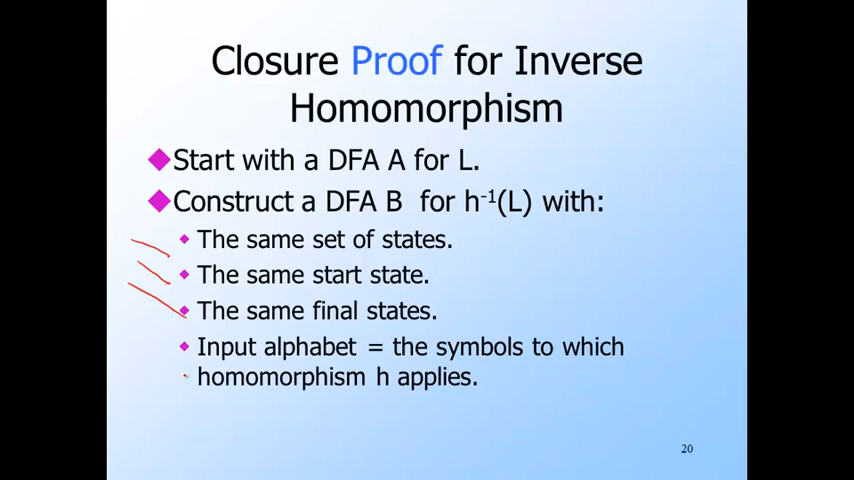 Closure Proof for Inverse
Homomorphism
Start with a DFA A for L.
Construct a DFA B for h⁻¹(L) with:
The same set of states.
The same start state.
The same final states.
Input alphabet = the symbols to which
homomorphism h applies.
20